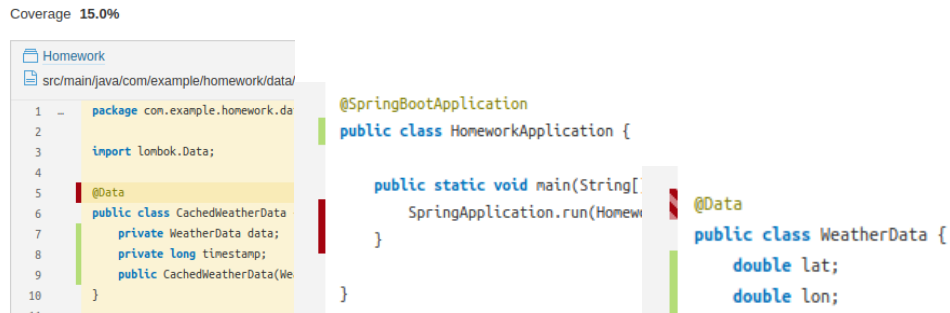 Coverage 15.0%
Homework
src/main/java/com/example/homework/data/
1 package com.example.homework.da
2
3 import lombok.Data;
4
5 @Data
6 public class CachedWeatherData
7 private WeatherData data;
8 private long timestamp;
9 public CachedWeatherData(We
10 }
@SpringBootApplication
public class HomeworkApplication {
public static void main(String[
SpringApplication.run(Homew
}
}
@Data
public class WeatherData {
double lat;
double lon;